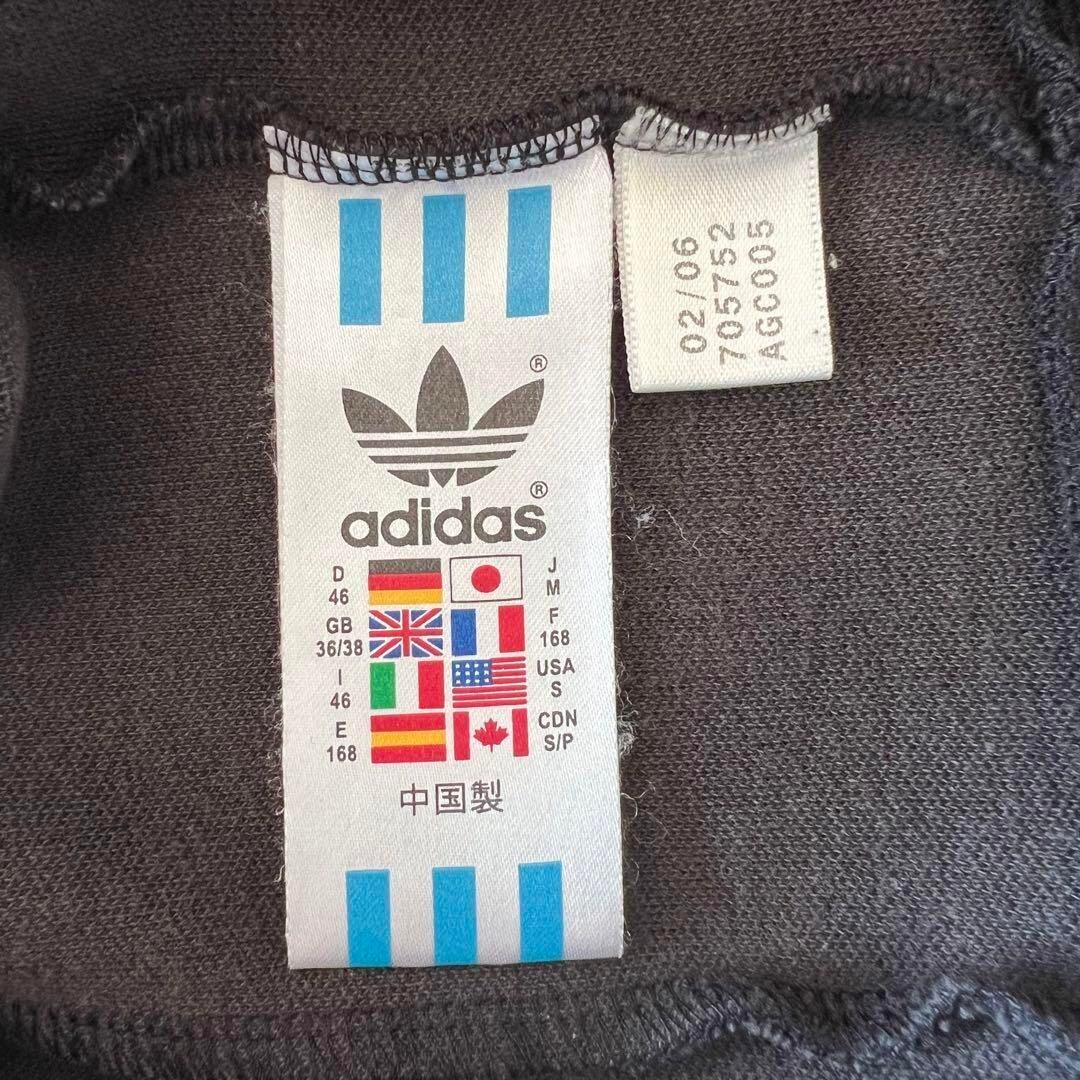 ®
®
adidas
D
46
J
M
GB
36/38
F
168
I
46
USA
S
E
168
CDN
S/P
中国製
02/06
705752
AGC005